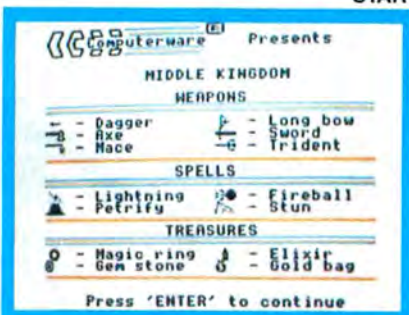 STAR
Computerware Presents
MIDDLE KINGDOM
WEAPONS
- Dagger - Long bow
- Axe - Sword
- Mace - Trident
SPELLS
- Lightning - Fireball
- Petrify - Stun
TREASURES
- Magic ring - Elixir
- Gem stone - Gold bag
Press 'ENTER' to continue